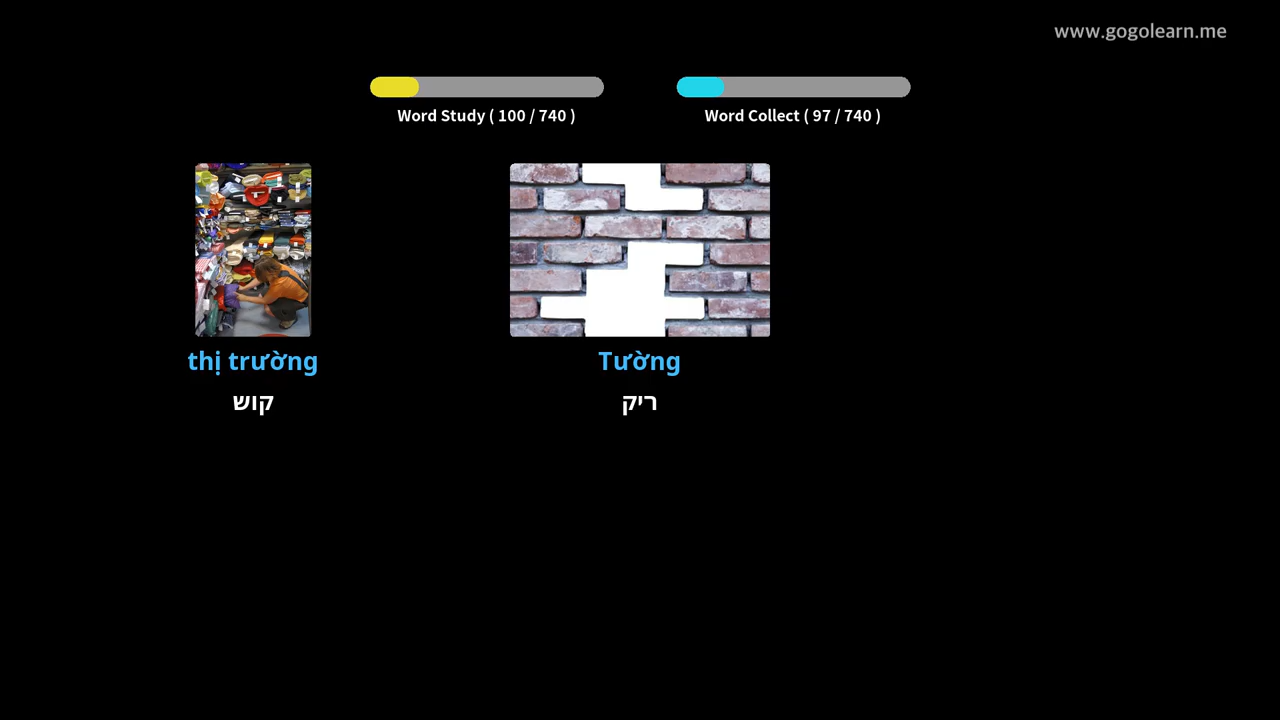 www.gogolearn.me
Word Study ( 100 / 740 )
Word Collect ( 97 / 740 )
thị trường
קוש
Tường
ריק